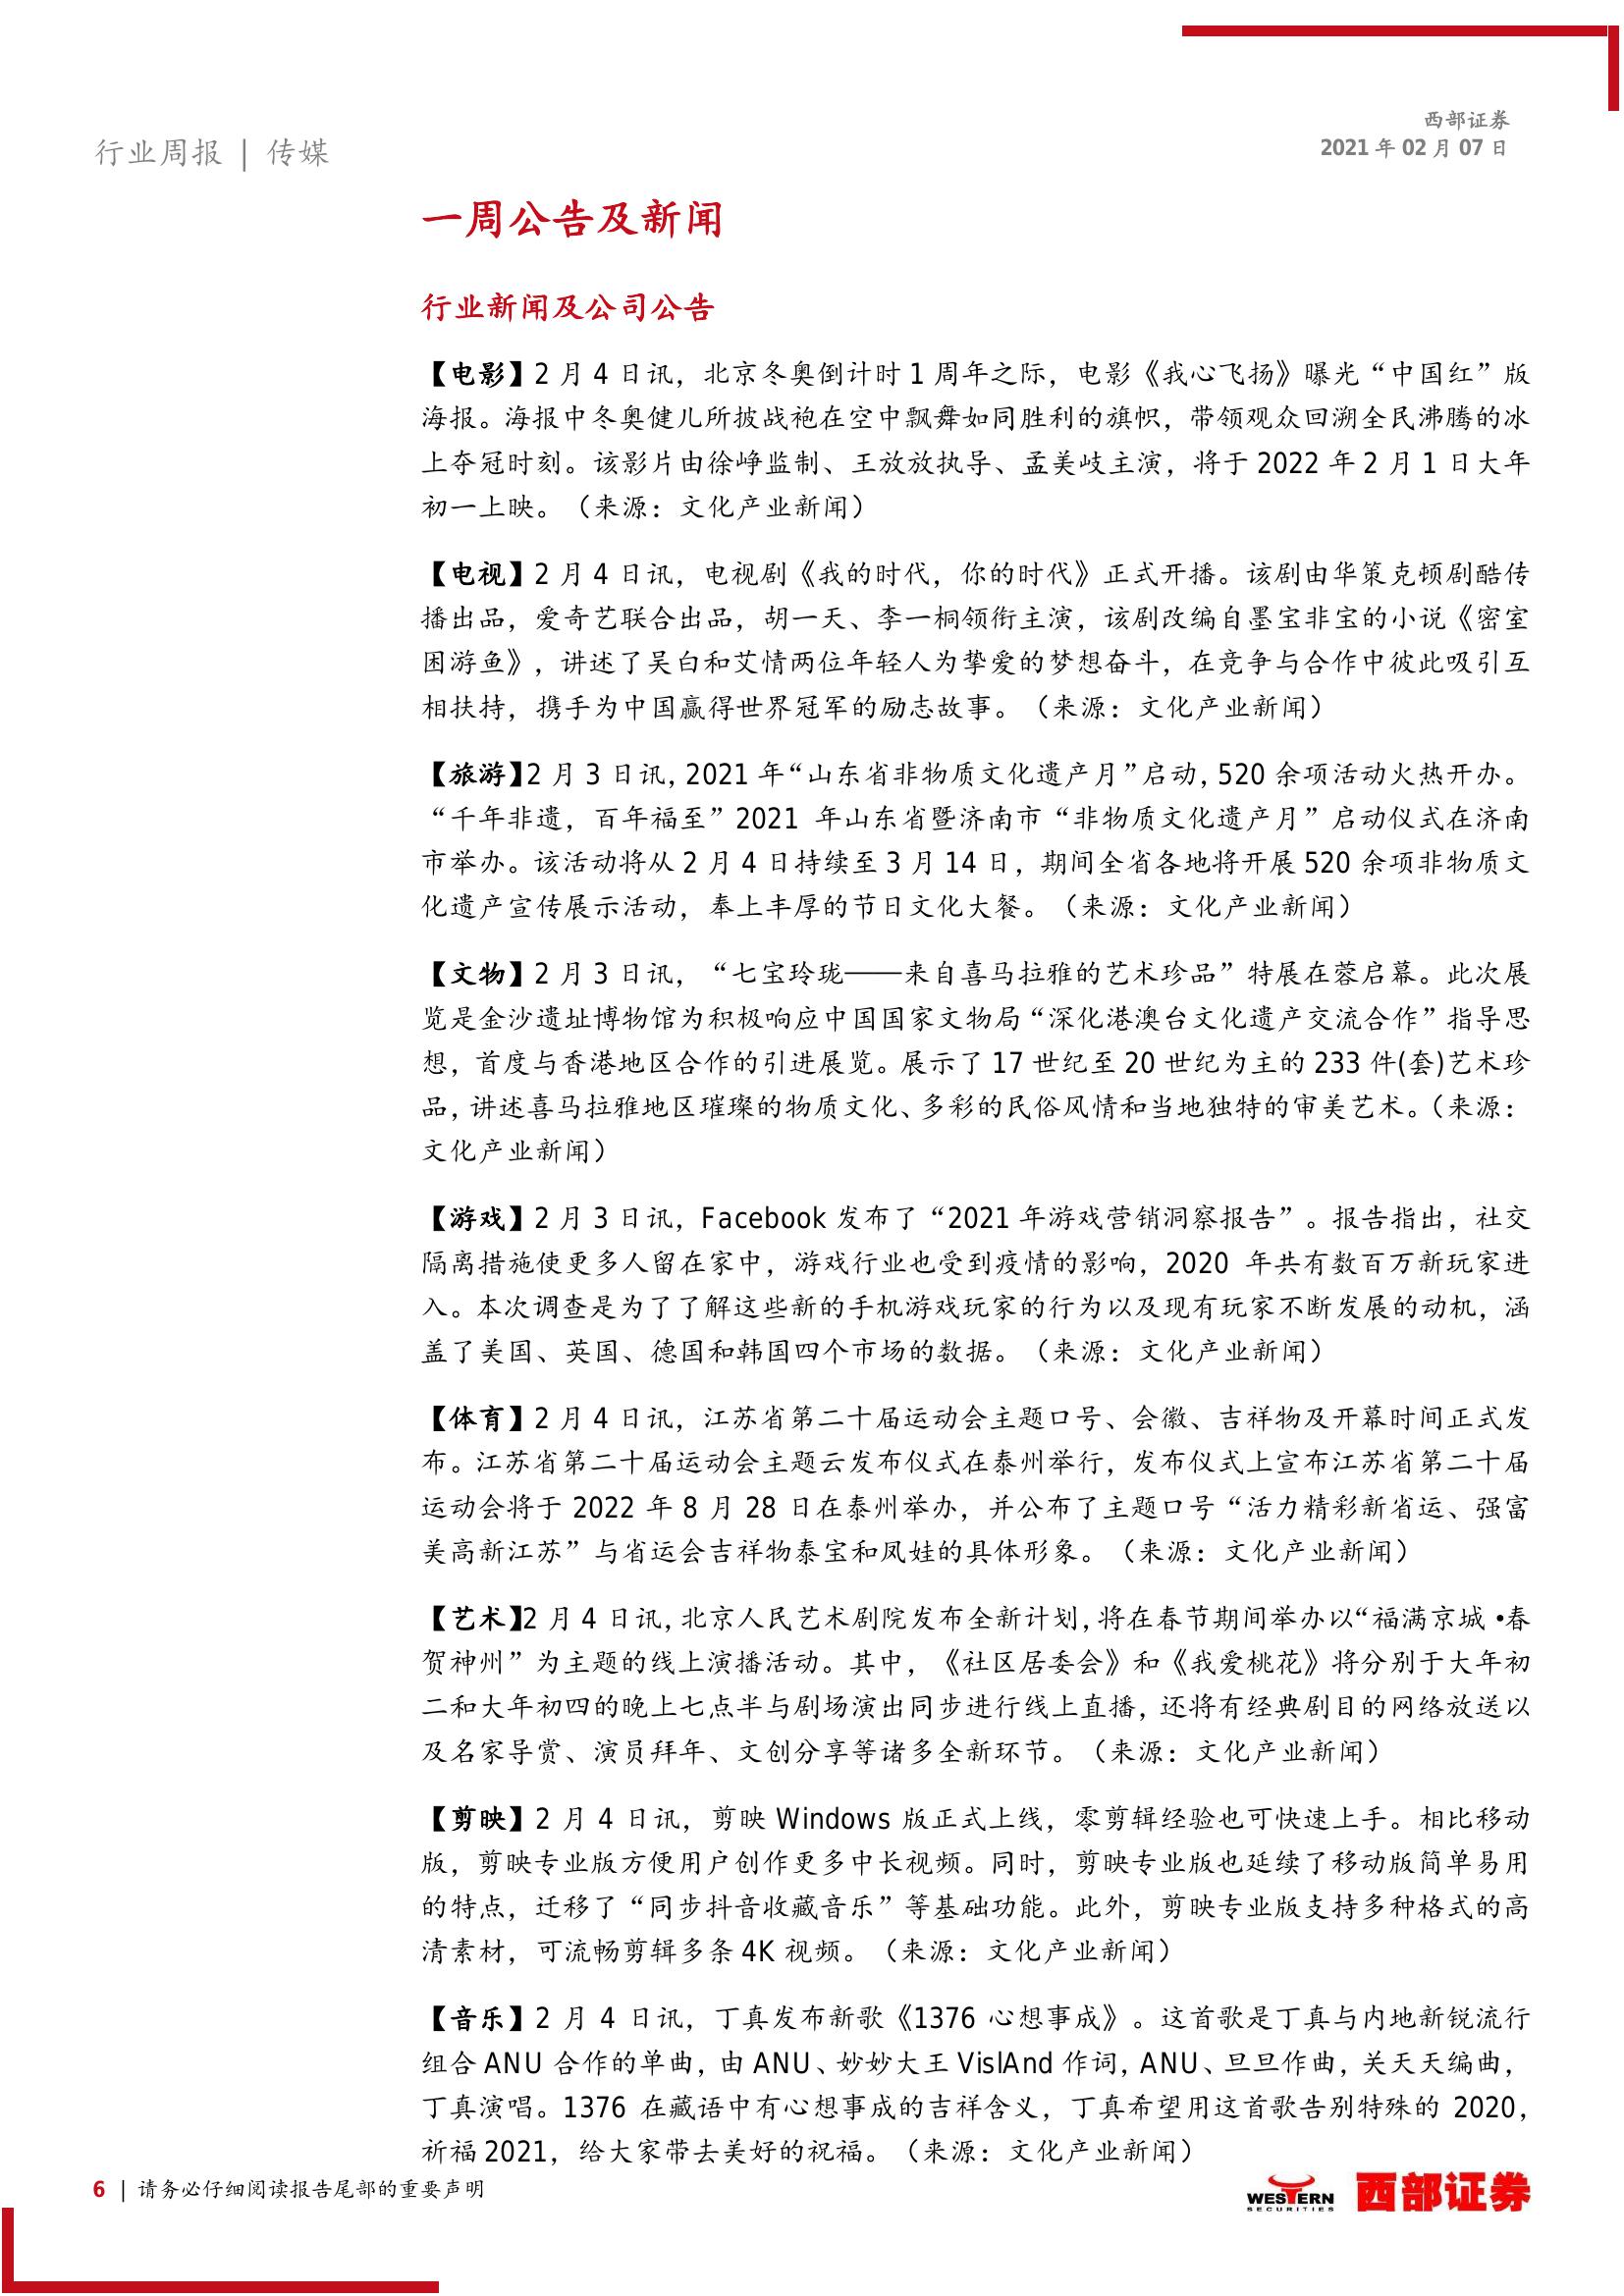 行业周报 | 传媒
西部证券
2021 年 02 月 07 日
一周公告及新闻
行业新闻及公司公告
【电影】2 月 4 日讯，北京冬奥倒计时 1 周年之际，电影《我心飞扬》曝光“中国红”版
海报。海报中冬奥健儿所披战袍在空中飘舞如同胜利的旗帜，带领观众回溯全民沸腾的冰
上夺冠时刻。该影片由徐峥监制、王放放执导、孟美岐主演，将于 2022 年 2 月 1 日大年
初一上映。（来源：文化产业新闻）
【电视】2 月 4 日讯，电视剧《我的时代，你的时代》正式开播。该剧由华策克顿剧酷传
播出品，爱奇艺联合出品，胡一天、李一桐领衔主演，该剧改编自墨宝非宝的小说《密室
困游鱼》，讲述了吴白和艾情两位年轻人为挚爱的梦想奋斗，在竞争与合作中彼此吸引互
相扶持，携手为中国赢得世界冠军的励志故事。（来源：文化产业新闻）
【旅游】2 月 3 日讯，2021 年“山东省非物质文化遗产月”启动，520 余项活动火热开办。
“千年非遗，百年福至”2021 年山东省暨济南市“非物质文化遗产月”启动仪式在济南
市举办。该活动将从 2 月 4 日持续至 3 月 14 日，期间全省各地将开展 520 余项非物质文
化遗产宣传展示活动，奉上丰厚的节日文化大餐。（来源：文化产业新闻）
【文物】2 月 3 日讯，“七宝玲珑——来自喜马拉雅的艺术珍品”特展在蓉启幕。此次展
览是金沙遗址博物馆为积极响应中国国家文物局“深化港澳台文化遗产交流合作”指导思
想，首度与香港地区合作的引进展览。展示了 17 世纪至 20 世纪为主的 233 件(套)艺术珍
品，讲述喜马拉雅地区璀璨的物质文化、多彩的民俗风情和当地独特的审美艺术。（来源：
文化产业新闻）
【游戏】2 月 3 日讯，Facebook 发布了“2021 年游戏营销洞察报告”。报告指出，社交
隔离措施使更多人留在家中，游戏行业也受到疫情的影响，2020 年共有数百万新玩家进
入。本次调查是为了了解这些新的手机游戏玩家的行为以及现有玩家不断发展的动机，涵
盖了美国、英国、德国和韩国四个市场的数据。（来源：文化产业新闻）
【体育】2 月 4 日讯，江苏省第二十届运动会主题口号、会徽、吉祥物及开幕时间正式发
布。江苏省第二十届运动会主题云发布仪式在泰州举行，发布仪式上宣布江苏省第二十届
运动会将于 2022 年 8 月 28 日在泰州举办，并公布了主题口号“活力精彩新省运、强富
美高新江苏”与省运会吉祥物泰宝和凤娃的具体形象。（来源：文化产业新闻）
【艺术】2 月 4 日讯，北京人民艺术剧院发布全新计划，将在春节期间举办以“福满京城•春
贺神州”为主题的线上演播活动。其中，《社区居委会》和《我爱桃花》将分别于大年初
二和大年初四的晚上七点半与剧场演出同步进行线上直播，还将有经典剧目的网络放送以
及名家导赏、演员拜年、文创分享等诸多全新环节。（来源：文化产业新闻）
【剪映】2 月 4 日讯，剪映 Windows 版正式上线，零剪辑经验也可快速上手。相比移动
版，剪映专业版方便用户创作更多中长视频。同时，剪映专业版也延续了移动版简单易用
的特点，迁移了“同步抖音收藏音乐”等基础功能。此外，剪映专业版支持多种格式的高
清素材，可流畅剪辑多条 4K 视频。（来源：文化产业新闻）
【音乐】2 月 4 日讯，丁真发布新歌《1376 心想事成》。这首歌是丁真与内地新锐流行
组合 ANU 合作的单曲，由 ANU、妙妙大王 VislAnd 作词，ANU、旦旦作曲，关天天编曲，
丁真演唱。1376 在藏语中有心想事成的吉祥含义，丁真希望用这首歌告别特殊的 2020，
祈福 2021，给大家带去美好的祝福。（来源：文化产业新闻）
6 | 请务必仔细阅读报告尾部的重要声明
WESTERN
SECURITIES
西部证券